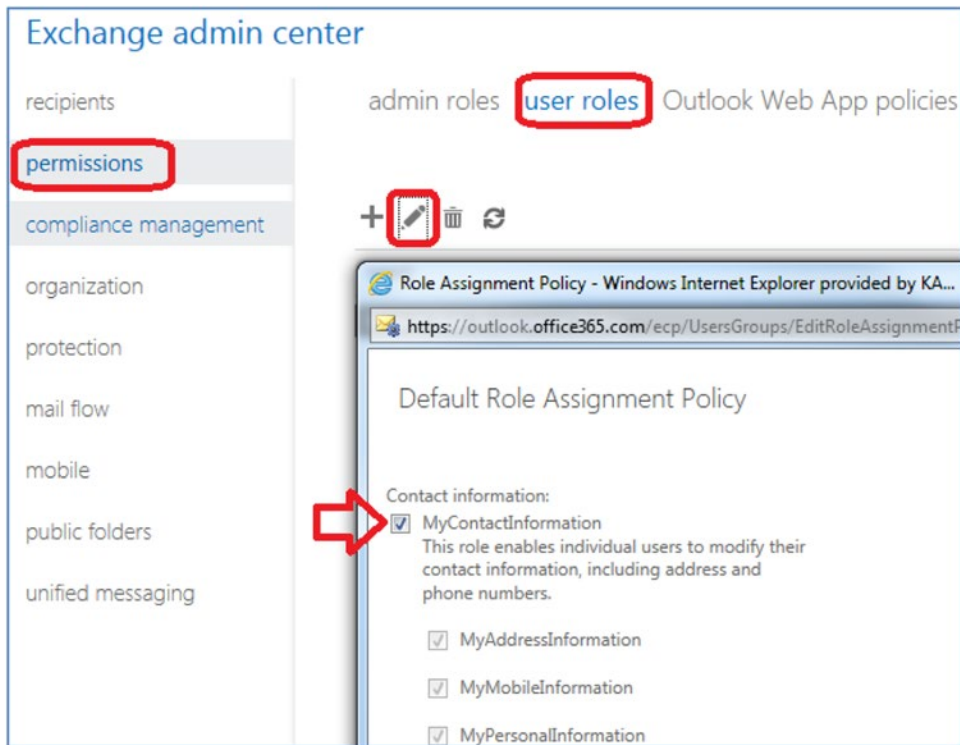 Exchange admin center
recipients
permissions
compliance management
organization
protection
mail flow
mobile
public folders
unified messaging
admin roles user roles Outlook Web App policies
Role Assignment Policy - Windows Internet Explorer provided by KA...
https://outlook.office365.com/ecp/UsersGroups/EditRoleAssignmentP
Default Role Assignment Policy
Contact information:
MyContactInformation
This role enables individual users to modify their
contact information, including address and
phone numbers.
MyAddressInformation
MyMobileInformation
MyPersonalInformation